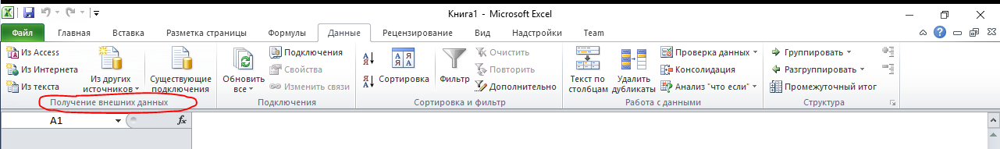 Книга1 - Microsoft Excel
Файл Главная Вставка Разметка страницы Формулы Данные Рецензирование Вид Надстройки Team
Из Access
Из Интернета
Из текста
Из других
источников
Существующие
подключения
Получение внешних данных
Обновить
все
Подключения
Свойства
Изменить связи
Подключения
Сортировка
Фильтр
Очистить
Повторить
Дополнительно
Сортировка и фильтр
Текст по
столбцам
Удалить
дубликаты
Проверка данных
Консолидация
Анализ "что если"
Работа с данными
Группировать
Разгруппировать
Промежуточный итог
Структура
A1 fx